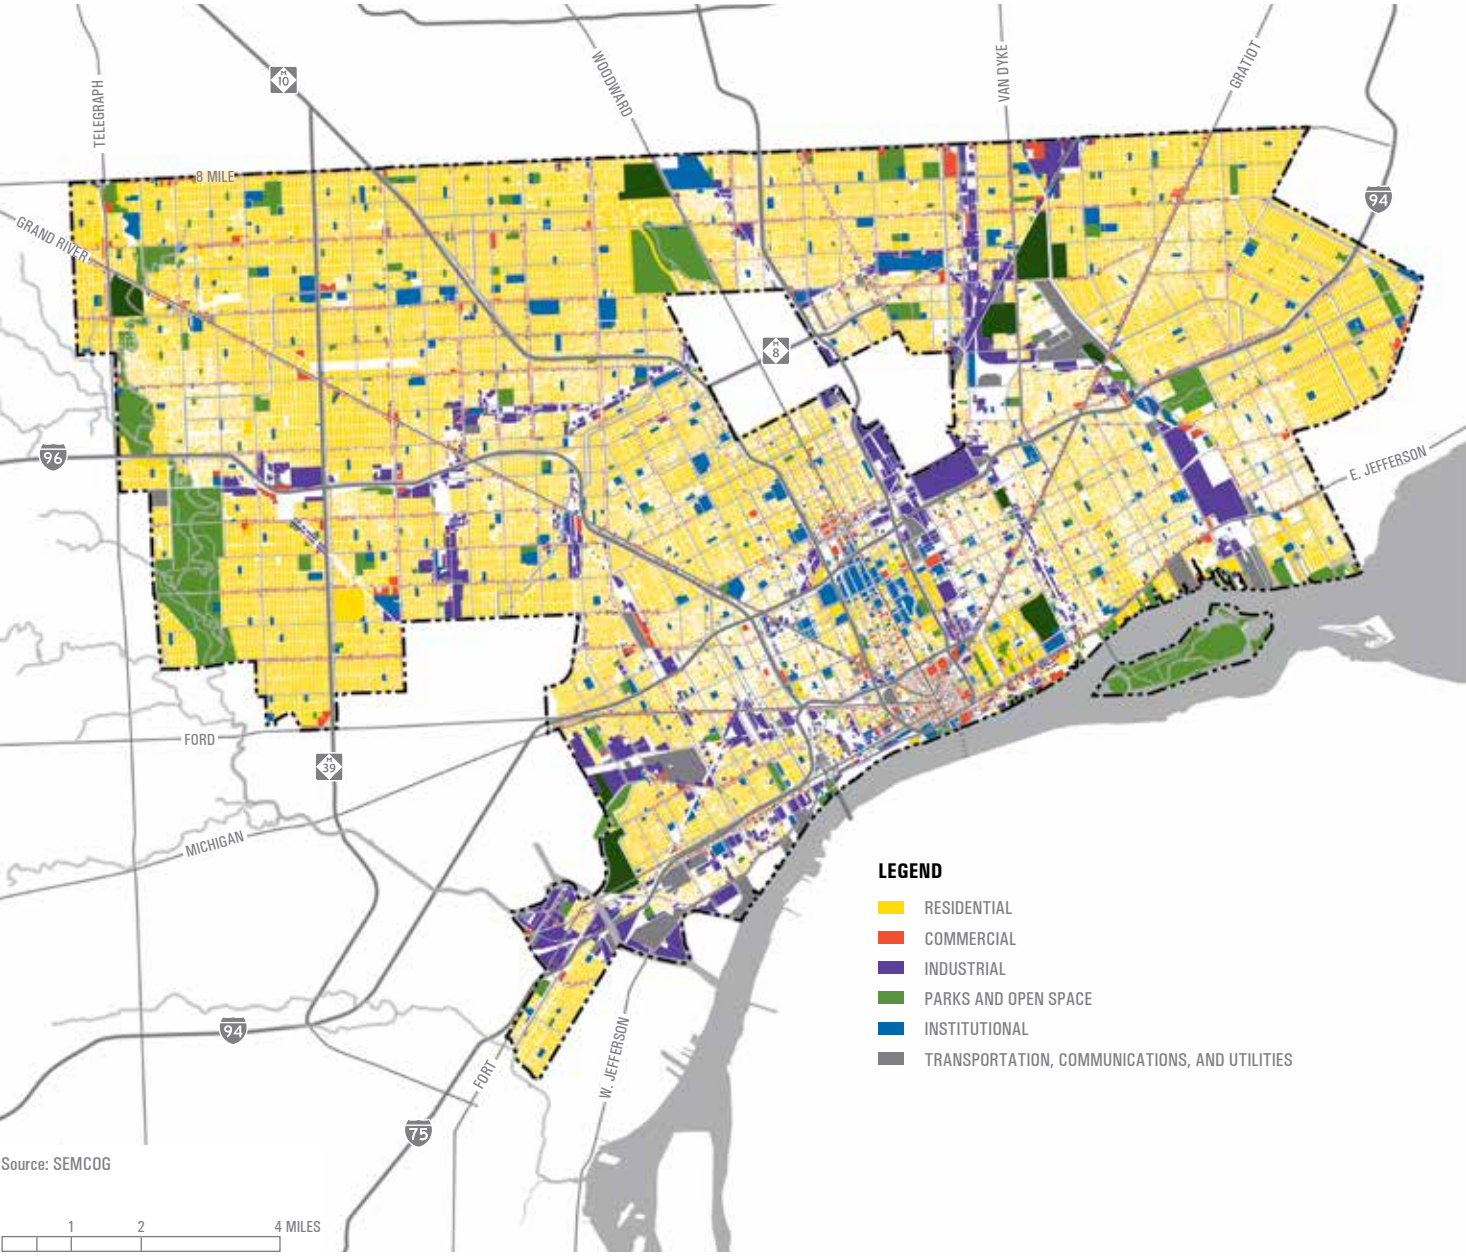 M
10
TELEGRAPH
WOODWARD
VAN DYKE
GRATIOT
8 MILE
94
GRAND RIVER
M
8
96
E. JEFFERSON
FORD
M
39
MICHIGAN
LEGEND
RESIDENTIAL
COMMERCIAL
INDUSTRIAL
PARKS AND OPEN SPACE
INSTITUTIONAL
TRANSPORTATION, COMMUNICATIONS, AND UTILITIES
94
FORT
W. JEFFERSON
75
Source: SEMCOG
1 2 4 MILES